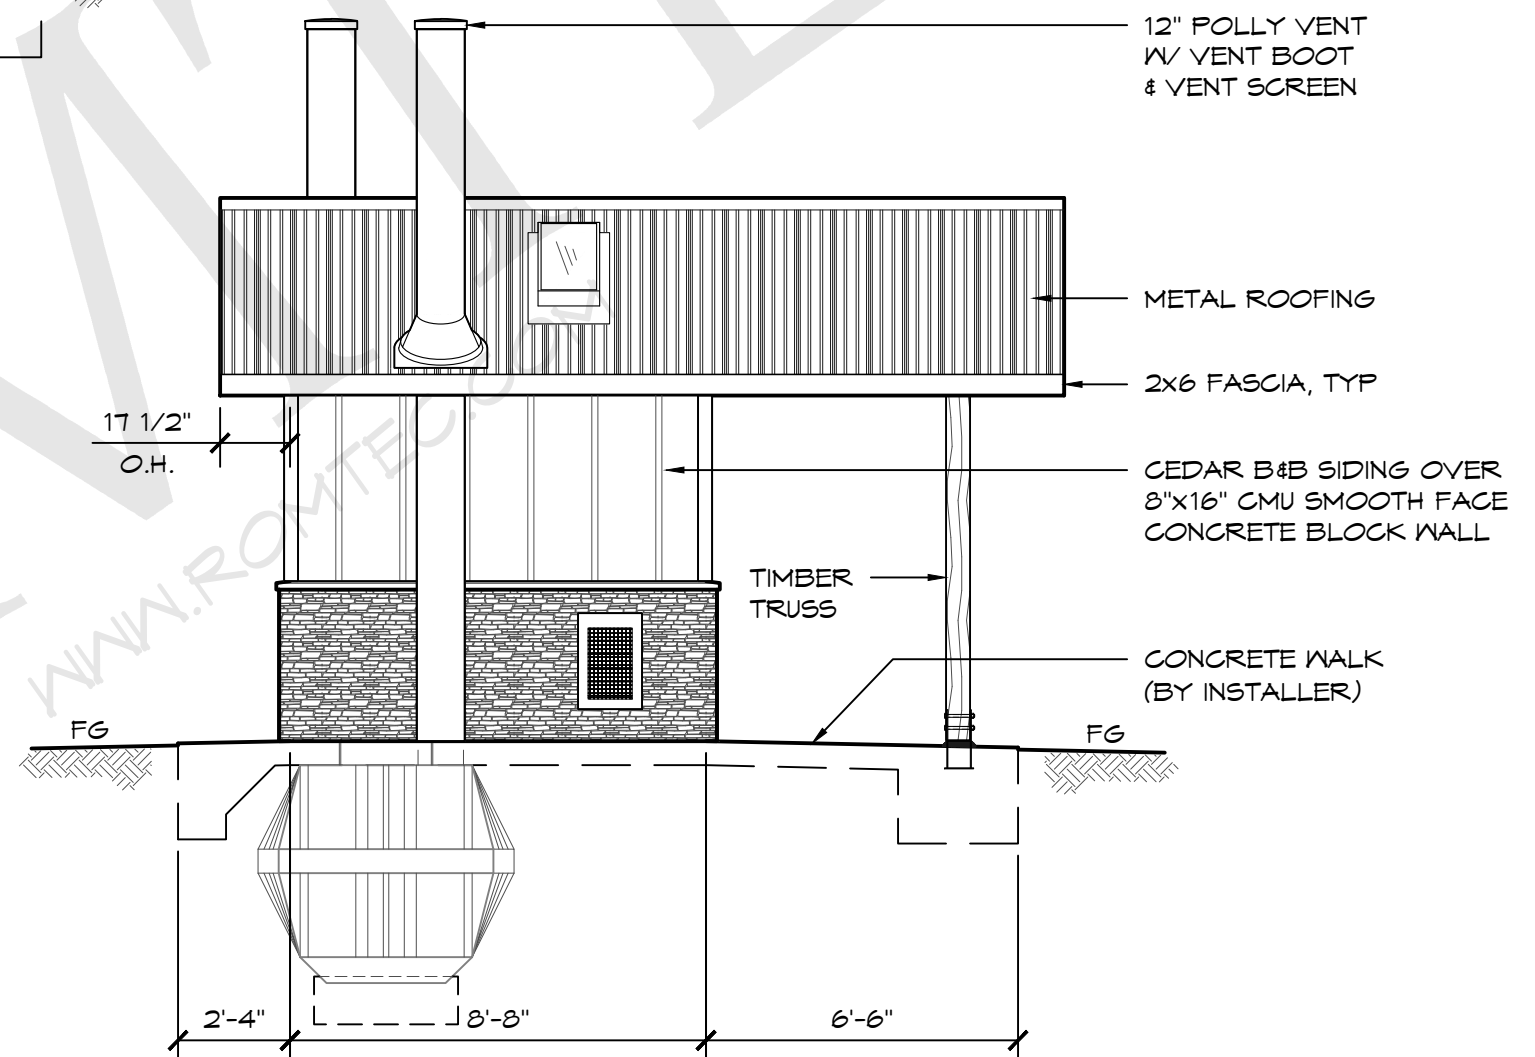 12" POLLY VENT
W/ VENT BOOT
& VENT SCREEN
METAL ROOFING
2x6 FASCIA, TYP
17 1/2"
O.H.
CEDAR B&B SIDING OVER
8"x16" CMU SMOOTH FACE
CONCRETE BLOCK WALL
TIMBER
TRUSS
CONCRETE WALK
(BY INSTALLER)
FG
FG
2'-4"
8'-8"
6'-6"
WWW.ROMTEC.COM